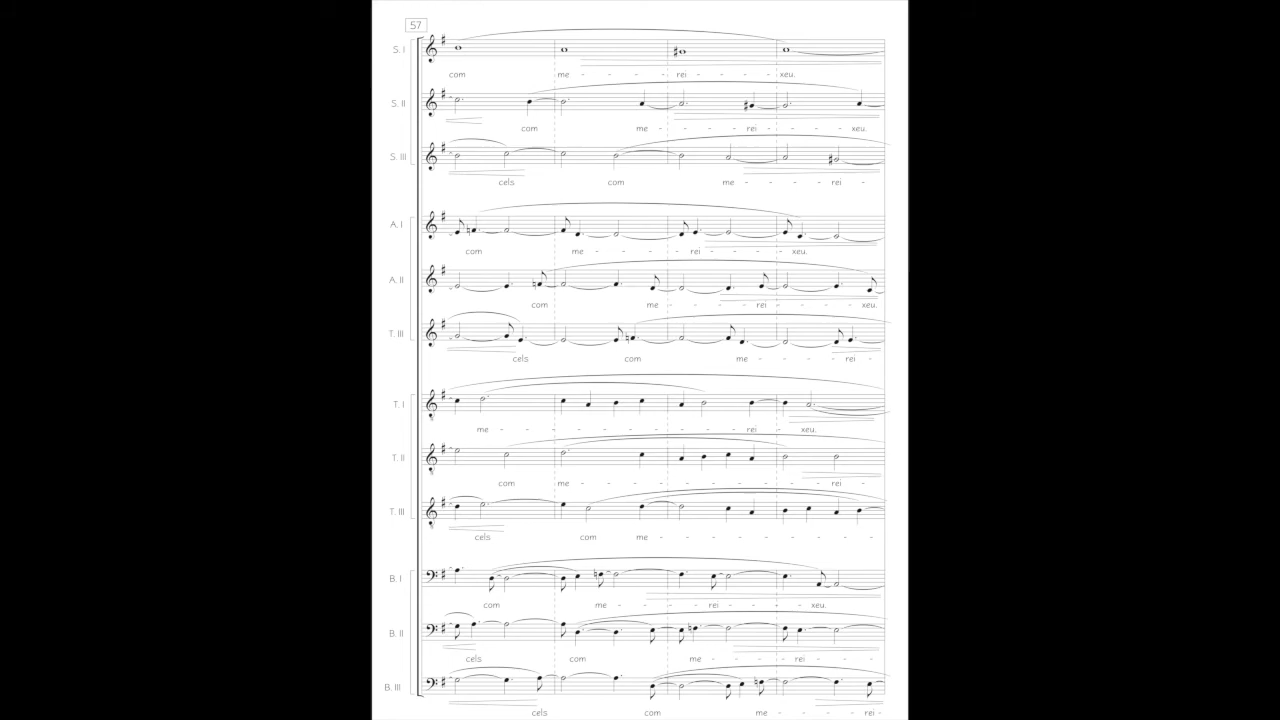 57
S. I
com me - - - rei - - - xeu.
S. II
com me - - - rei - - - xeu.
S. III
cels com me - - - rei -
A. I
com me - - - rei - - - xeu.
A. II
com me - - - rei - - - xeu.
T. III
cels com me - - - rei -
T. I
me - - - - - - - rei - xeu.
T. II
com me - - - - - - - rei -
T. III
cels com me - - - - - - -
B. I
com me - - - rei - - - xeu.
B. II
cels com me - - - rei - - -
B. III
cels com me - - - rei -